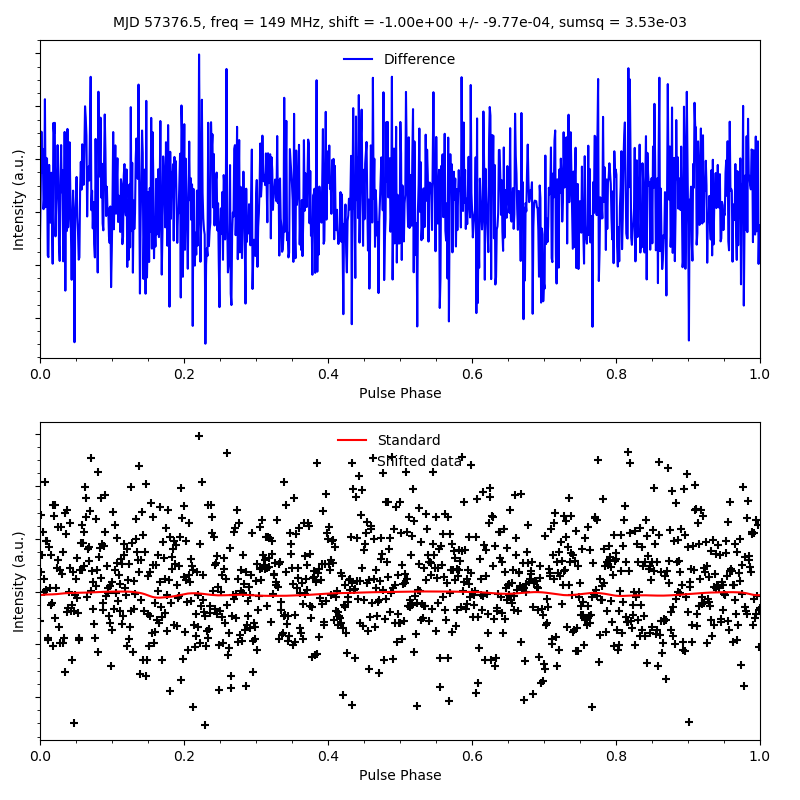 MJD 57376.5, freq = 149 MHz, shift = -1.00e+00 +/- -9.77e-04, sumsq = 3.53e-03
Difference
Intensity (a.u.)
0.0 0.2 0.4 0.6 0.8 1.0
Pulse Phase
Standard
Shifted data
Intensity (a.u.)
0.0 0.2 0.4 0.6 0.8 1.0
Pulse Phase